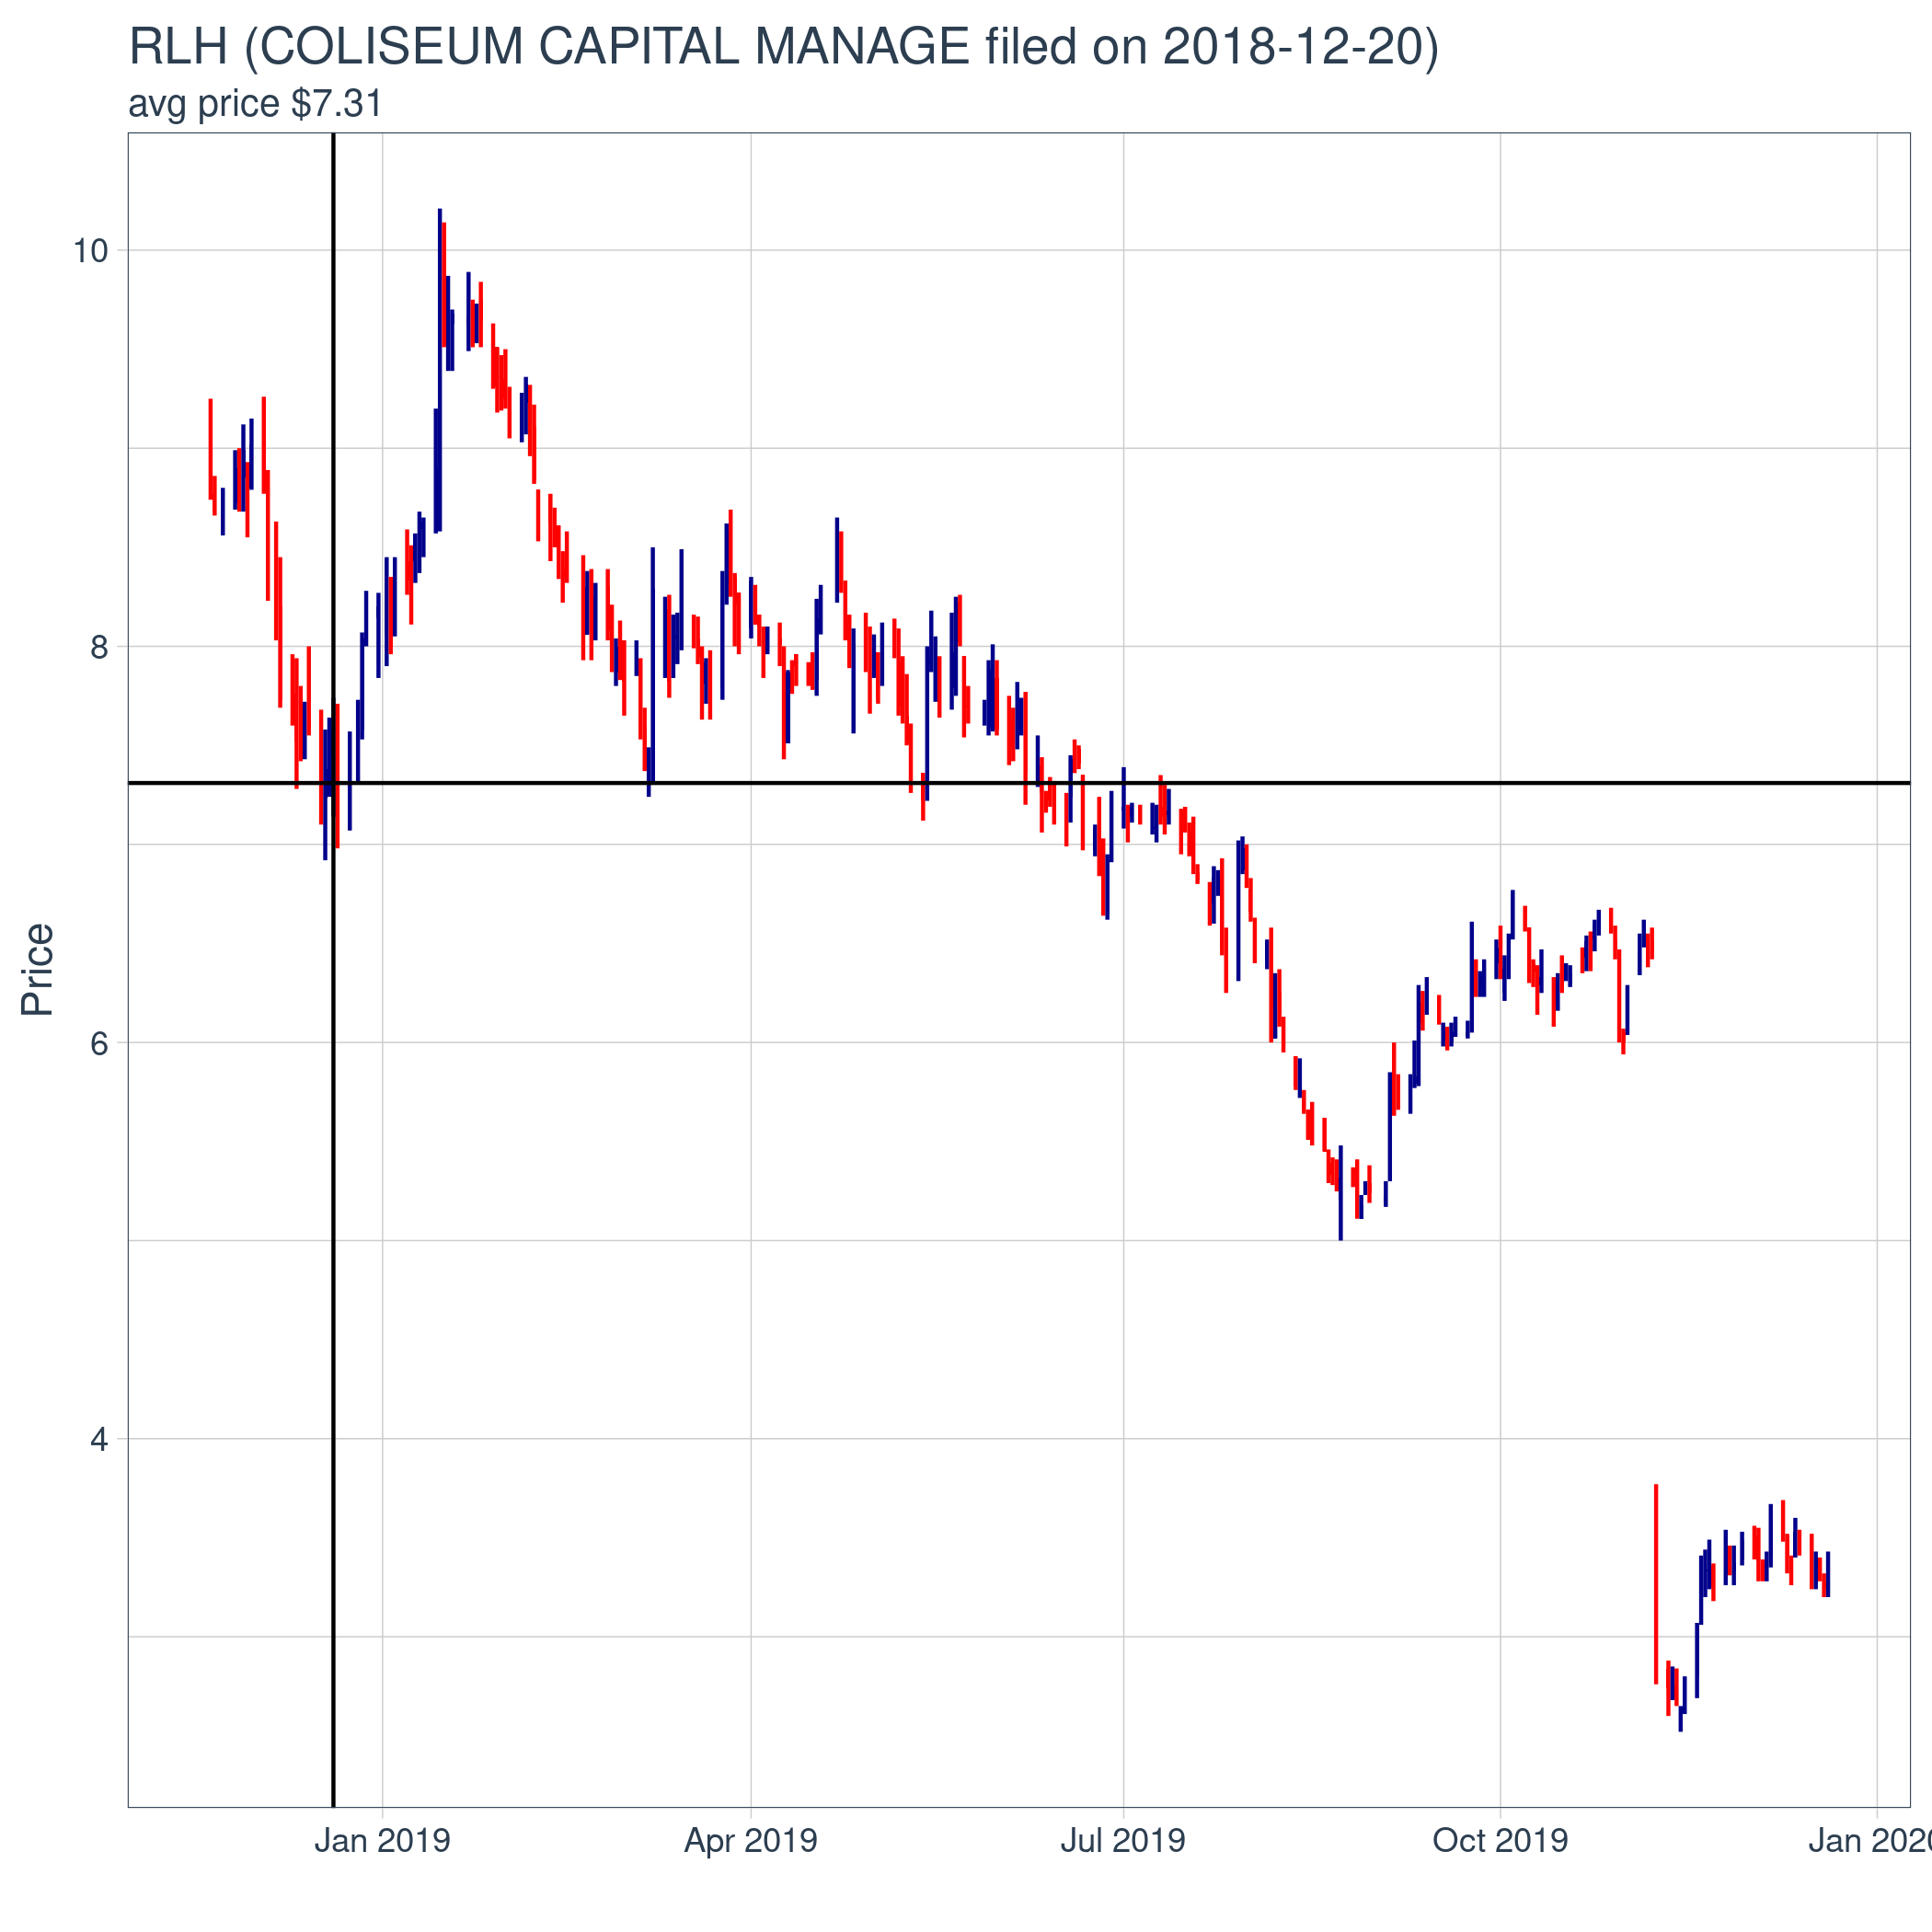 RLH (COLISEUM CAPITAL MANAGE filed on 2018-12-20)
avg price $7.31
10
8
6
4
Price
Jan 2019 Apr 2019 Jul 2019 Oct 2019 Jan 2020